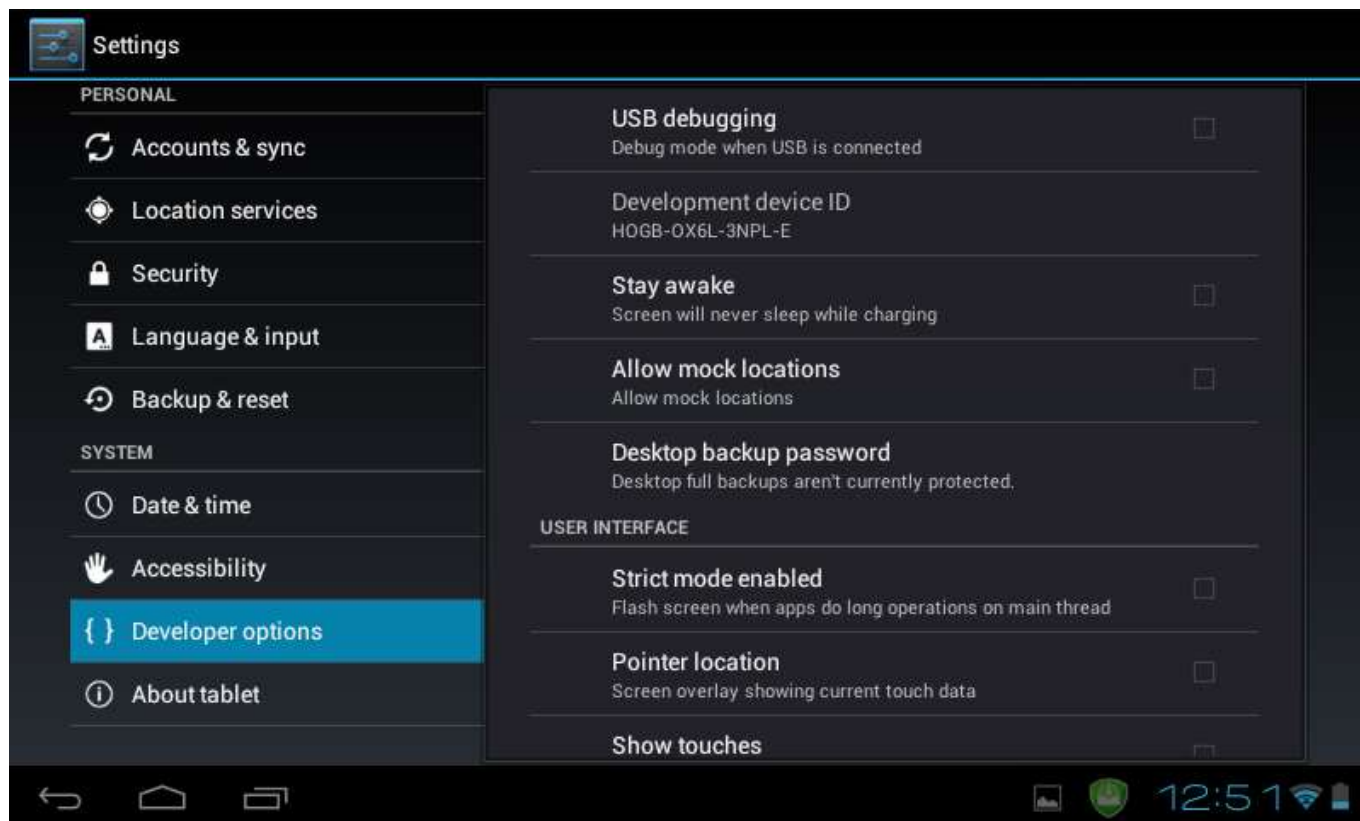 Settings
PERSONAL
Accounts & sync
Location services
Security
Language & input
Backup & reset
SYSTEM
Date & time
Accessibility
{ } Developer options
About tablet
USB debugging
Debug mode when USB is connected
Development device ID
HOGB-OX6L-3NPL-E
Stay awake
Screen will never sleep while charging
Allow mock locations
Allow mock locations
Desktop backup password
Desktop full backups aren't currently protected.
USER INTERFACE
Strict mode enabled
Flash screen when apps do long operations on main thread
Pointer location
Screen overlay showing current touch data
Show touches
12:51